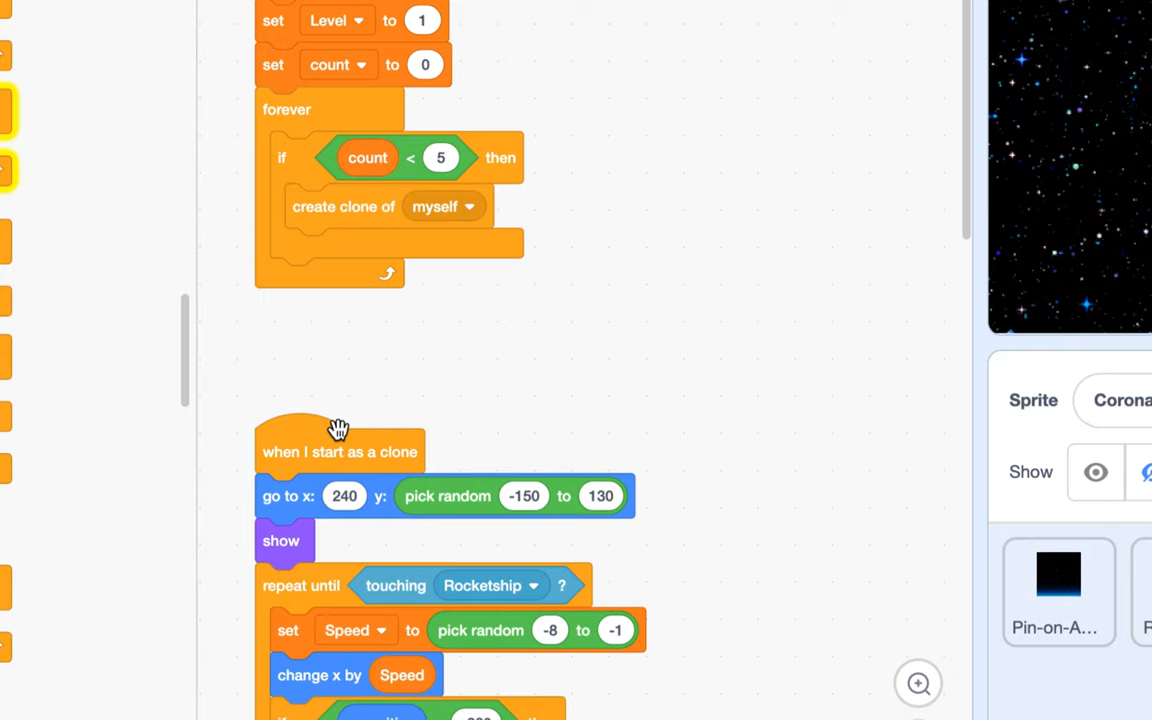 set Level to 1
set count to 0
forever
if count < 5 then
create clone of myself
when I start as a clone
go to x: 240 y: pick random -150 to 130
show
repeat until touching Rocketship ?
set Speed to pick random -8 to -1
change x by Speed
Sprite Corona
Show
Pin-on-A...